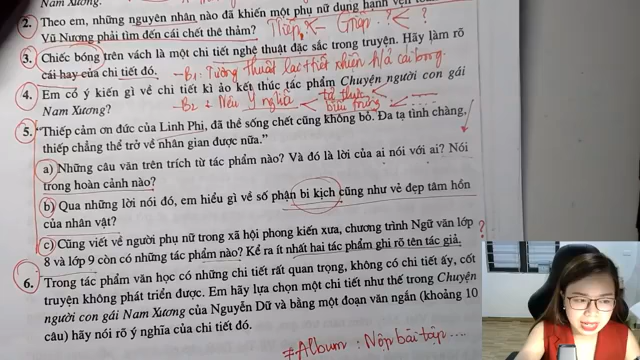 Nam Xương.
2. Theo em, những nguyên nhân nào đã khiến một phụ nữ dung hạnh vẹn toàn
Vũ Nương phải tìm đến cái chết thê thảm?
3. Chiếc bóng trên vách là một chi tiết nghệ thuật đặc sắc trong truyện. Hãy làm rõ
cái hay của chi tiết đó. - B1: Tường thuật lại chi tiết
4. Em có ý kiến gì về chi tiết kì ảo kết thúc tác phẩm Chuyện người con gái
Nam Xương? - B2: Nêu ý nghĩa tả thực biểu trưng
5. "Thiếp cảm ơn đức của Linh Phi, đã thề sống chết cũng không bỏ. Đa tạ tình chàng,
thiếp chẳng thể trở về nhân gian được nữa."
a) Những câu văn trên trích từ tác phẩm nào? Và đó là lời của ai nói với ai? Nói
trong hoàn cảnh nào?
b) Qua những lời nói đó, em hiểu gì về số phận bi kịch cũng như vẻ đẹp tâm hồn
của nhân vật?
c) Cũng viết về người phụ nữ trong xã hội phong kiến xưa, chương trình Ngữ văn lớp ?
8 và lớp 9 còn có những tác phẩm nào? Kể ra ít nhất hai tác phẩm ghi rõ tên tác giả.
6. Trong tác phẩm văn học có những chi tiết rất quan trọng, không có chi tiết ấy, cốt
truyện không phát triển được. Em hãy lựa chọn một chi tiết như thế trong Chuyện
người con gái Nam Xương của Nguyễn Dữ và bằng một đoạn văn ngắn (khoảng 10
câu) hãy nói rõ ý nghĩa của chi tiết đó.
≠ Album: Nộp bài tập ....